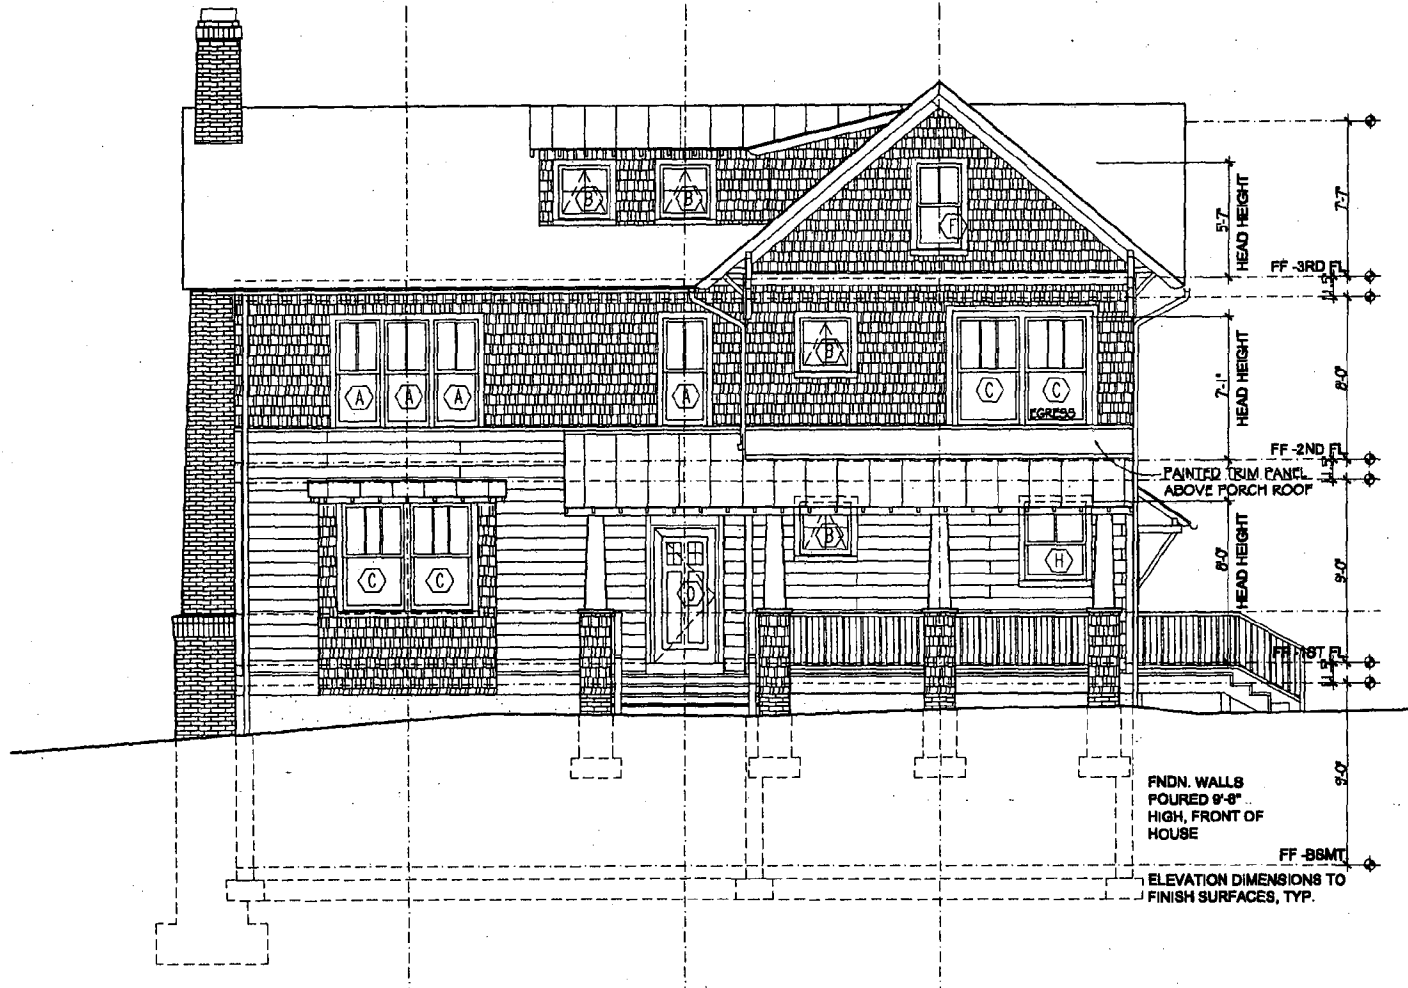 B
B
F
5'-7"
HEAD HEIGHT
7'-7"
FF -3RD FL
A
A
A
A
B
C
C
EGRESS
7'-1"
HEAD HEIGHT
8'-0"
FF -2ND FL
PAINTED TRIM PANEL
ABOVE PORCH ROOF
C
C
D
B
H
8'-0"
HEAD HEIGHT
9'-0"
FF -1ST FL
9'-0"
FNDN. WALLS
POURED 9'-8"
HIGH, FRONT OF
HOUSE
FF -BSMT
ELEVATION DIMENSIONS TO
FINISH SURFACES, TYP.